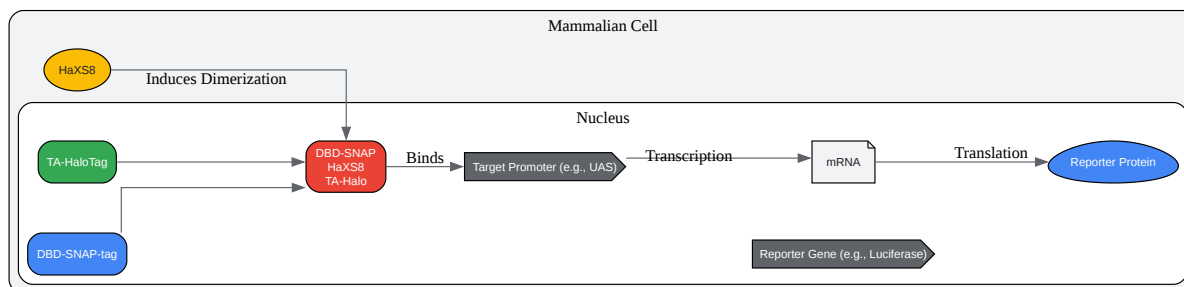 Mammalian Cell
HaXS8
Induces Dimerization
Nucleus
TA-HaloTag
DBD-SNAP
HaXS8
TA-Halo
Binds
Target Promoter (e.g., UAS)
Transcription
mRNA
Translation
Reporter Protein
DBD-SNAP-tag
Reporter Gene (e.g., Luciferase)